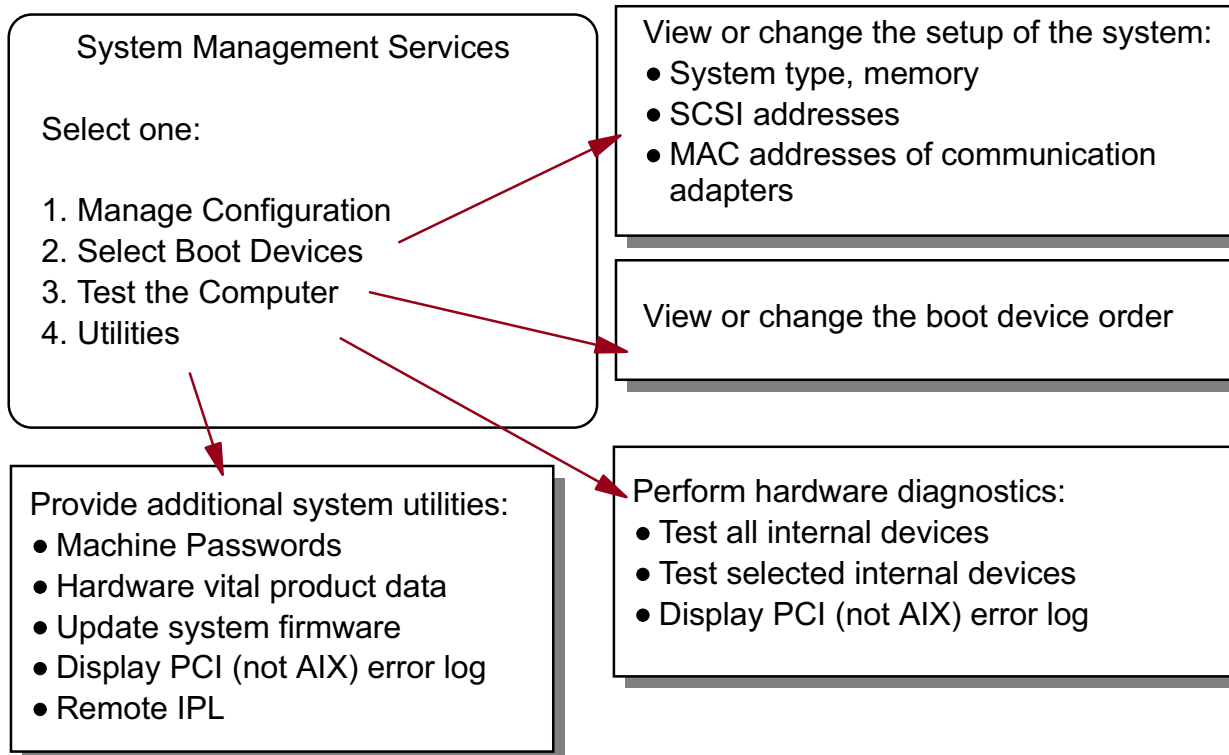 System Management Services
Select one:
1. Manage Configuration
2. Select Boot Devices
3. Test the Computer
4. Utilities
View or change the setup of the system:
● System type, memory
● SCSI addresses
● MAC addresses of communication
adapters
View or change the boot device order
Provide additional system utilities:
● Machine Passwords
● Hardware vital product data
● Update system firmware
● Display PCI (not AIX) error log
● Remote IPL
Perform hardware diagnostics:
● Test all internal devices
● Test selected internal devices
● Display PCI (not AIX) error log